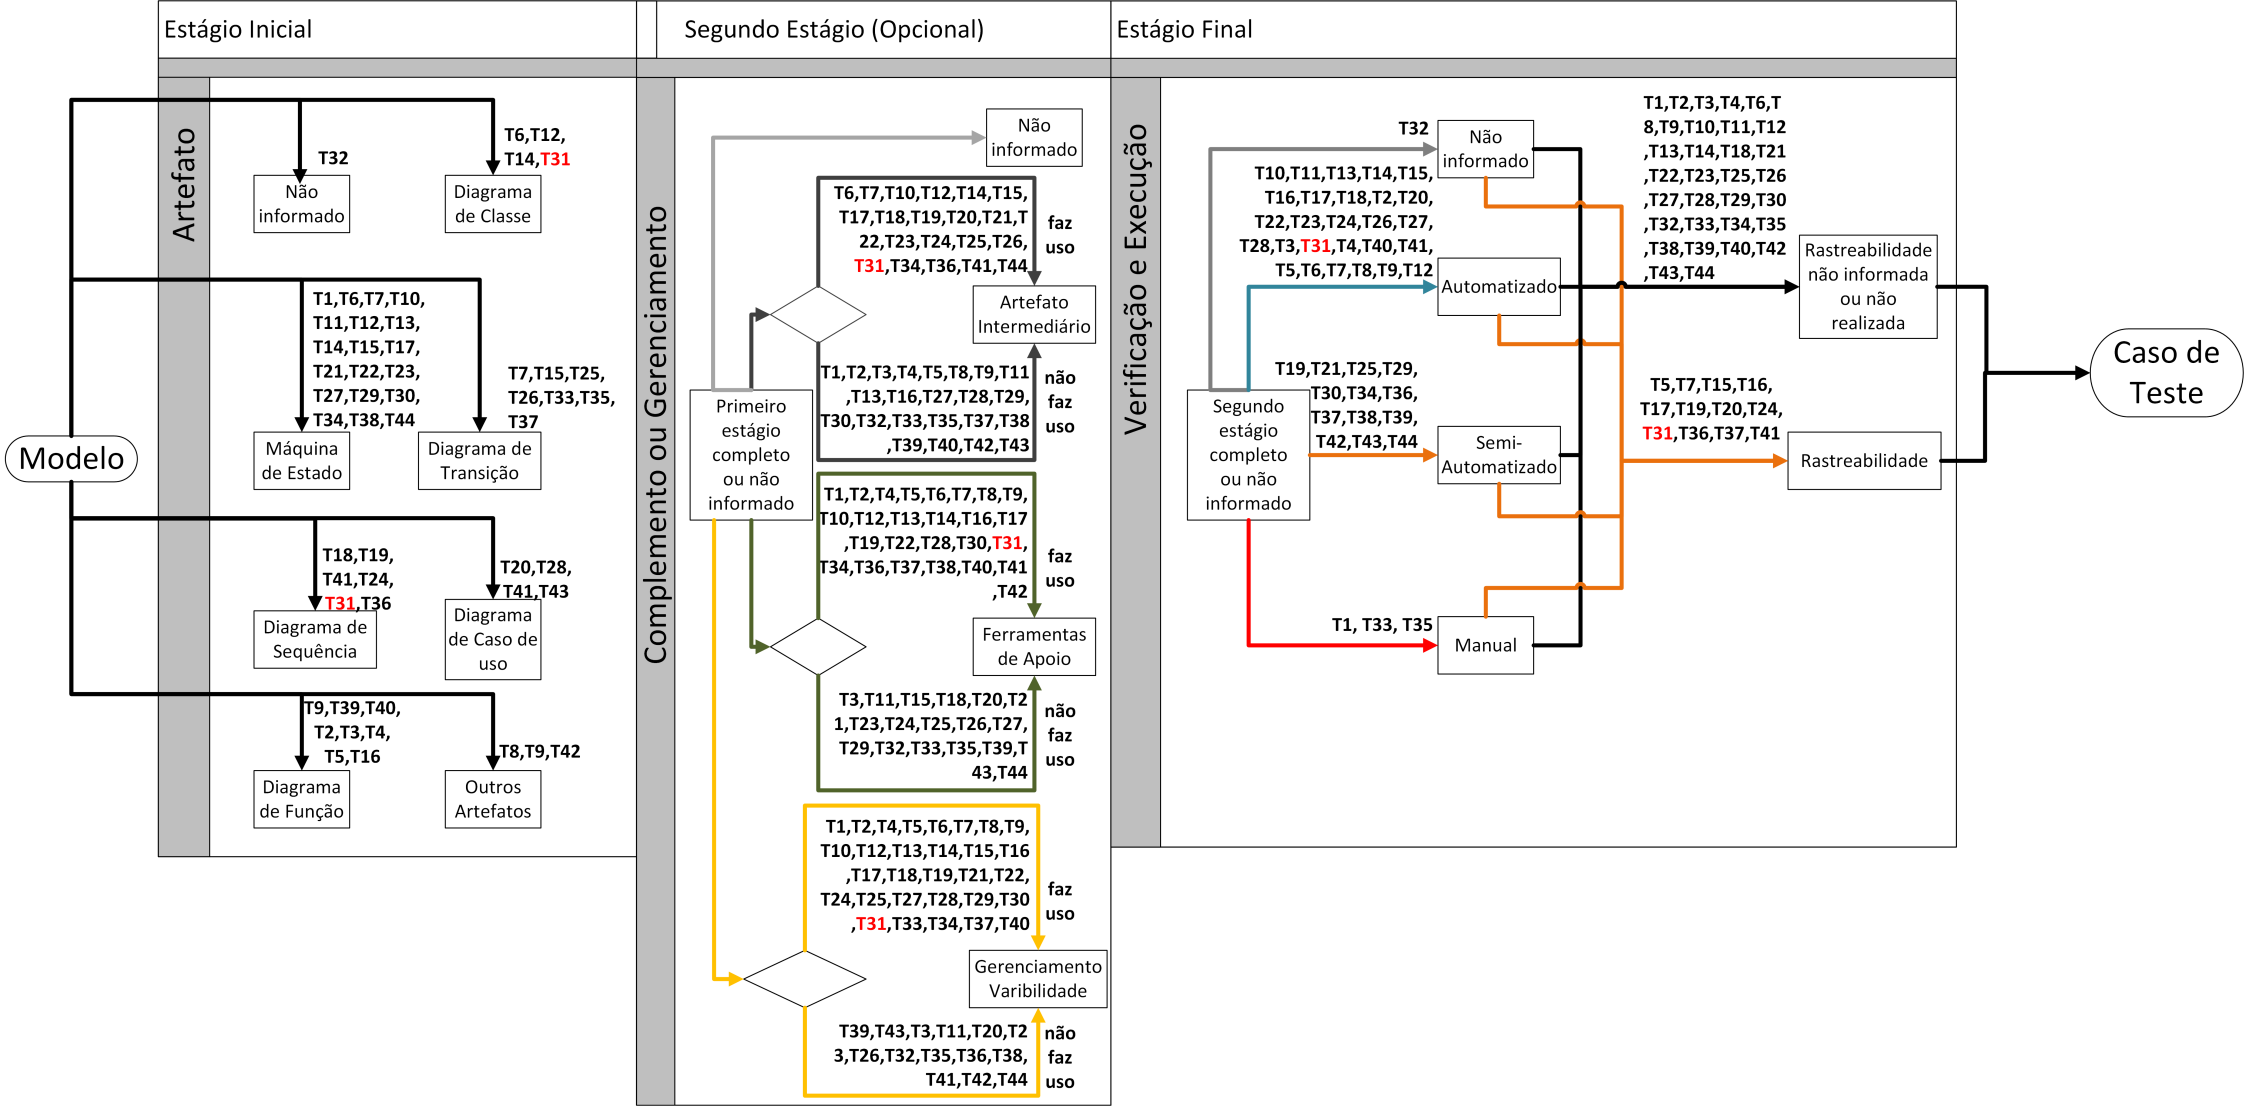 Estágio Inicial
Segundo Estágio (Opcional)
Estágio Final
Modelo
Artefato
T32
Não
informado
T6,T12,
T14,T31
Diagrama
de Classe
T1,T6,T7,T10,
T11,T12,T13,
T14,T15,T17,
T21,T22,T23,
T27,T29,T30,
T34,T38,T44
Máquina
de Estado
T7,T15,T25,
T26,T33,T35,
T37
Diagrama de
Transição
T18,T19,
T41,T24,
T31,T36
Diagrama de
Sequência
T20,T28,
T41,T43
Diagrama
de Caso de
uso
T9,T39,T40,
T2,T3,T4,
T5,T16
Diagrama
de Função
T8,T9,T42
Outros
Artefatos
Complemento ou Gerenciamento
Primeiro
estágio
completo
ou não
informado
Não
informado
T6,T7,T10,T12,T14,T15,
T17,T18,T19,T20,T21,T
22,T23,T24,T25,T26,
T31,T34,T36,T41,T44
faz
uso
Artefato
Intermediário
T1,T2,T3,T4,T5,T8,T9,T11
,T13,T16,T27,T28,T29,
T30,T32,T33,T35,T37,T38
,T39,T40,T42,T43
não
faz
uso
T1,T2,T4,T5,T6,T7,T8,T9,
T10,T12,T13,T14,T16,T17
,T19,T22,T28,T30,T31,
T34,T36,T37,T38,T40,T41
,T42
faz
uso
Ferramentas
de Apoio
T3,T11,T15,T18,T20,T2
1,T23,T24,T25,T26,T27,
T29,T32,T33,T35,T39,T
43,T44
não
faz
uso
T1,T2,T4,T5,T6,T7,T8,T9,
T10,T12,T13,T14,T15,T16
,T17,T18,T19,T21,T22,
T24,T25,T27,T28,T29,T30
,T31,T33,T34,T37,T40
faz
uso
Gerenciamento
Varibilidade
T39,T43,T3,T11,T20,T2
3,T26,T32,T35,T36,T38,
T41,T42,T44
não
faz
uso
Verificação e Execução
Segundo
estágio
completo
ou não
informado
T32
Não
informado
T10,T11,T13,T14,T15,
T16,T17,T18,T2,T20,
T22,T23,T24,T26,T27,
T28,T3,T31,T4,T40,T41,
T5,T6,T7,T8,T9,T12
Automatizado
T19,T21,T25,T29,
T30,T34,T36,
T37,T38,T39,
T42,T43,T44
Semi-
Automatizado
T1, T33, T35
Manual
T1,T2,T3,T4,T6,T
8,T9,T10,T11,T12
,T13,T14,T18,T21
,T22,T23,T25,T26
,T27,T28,T29,T30
,T32,T33,T34,T35
,T38,T39,T40,T42
,T43,T44
Rastreabilidade
não informada
ou não
realizada
T5,T7,T15,T16,
T17,T19,T20,T24,
T31,T36,T37,T41
Rastreabilidade
Caso de
Teste